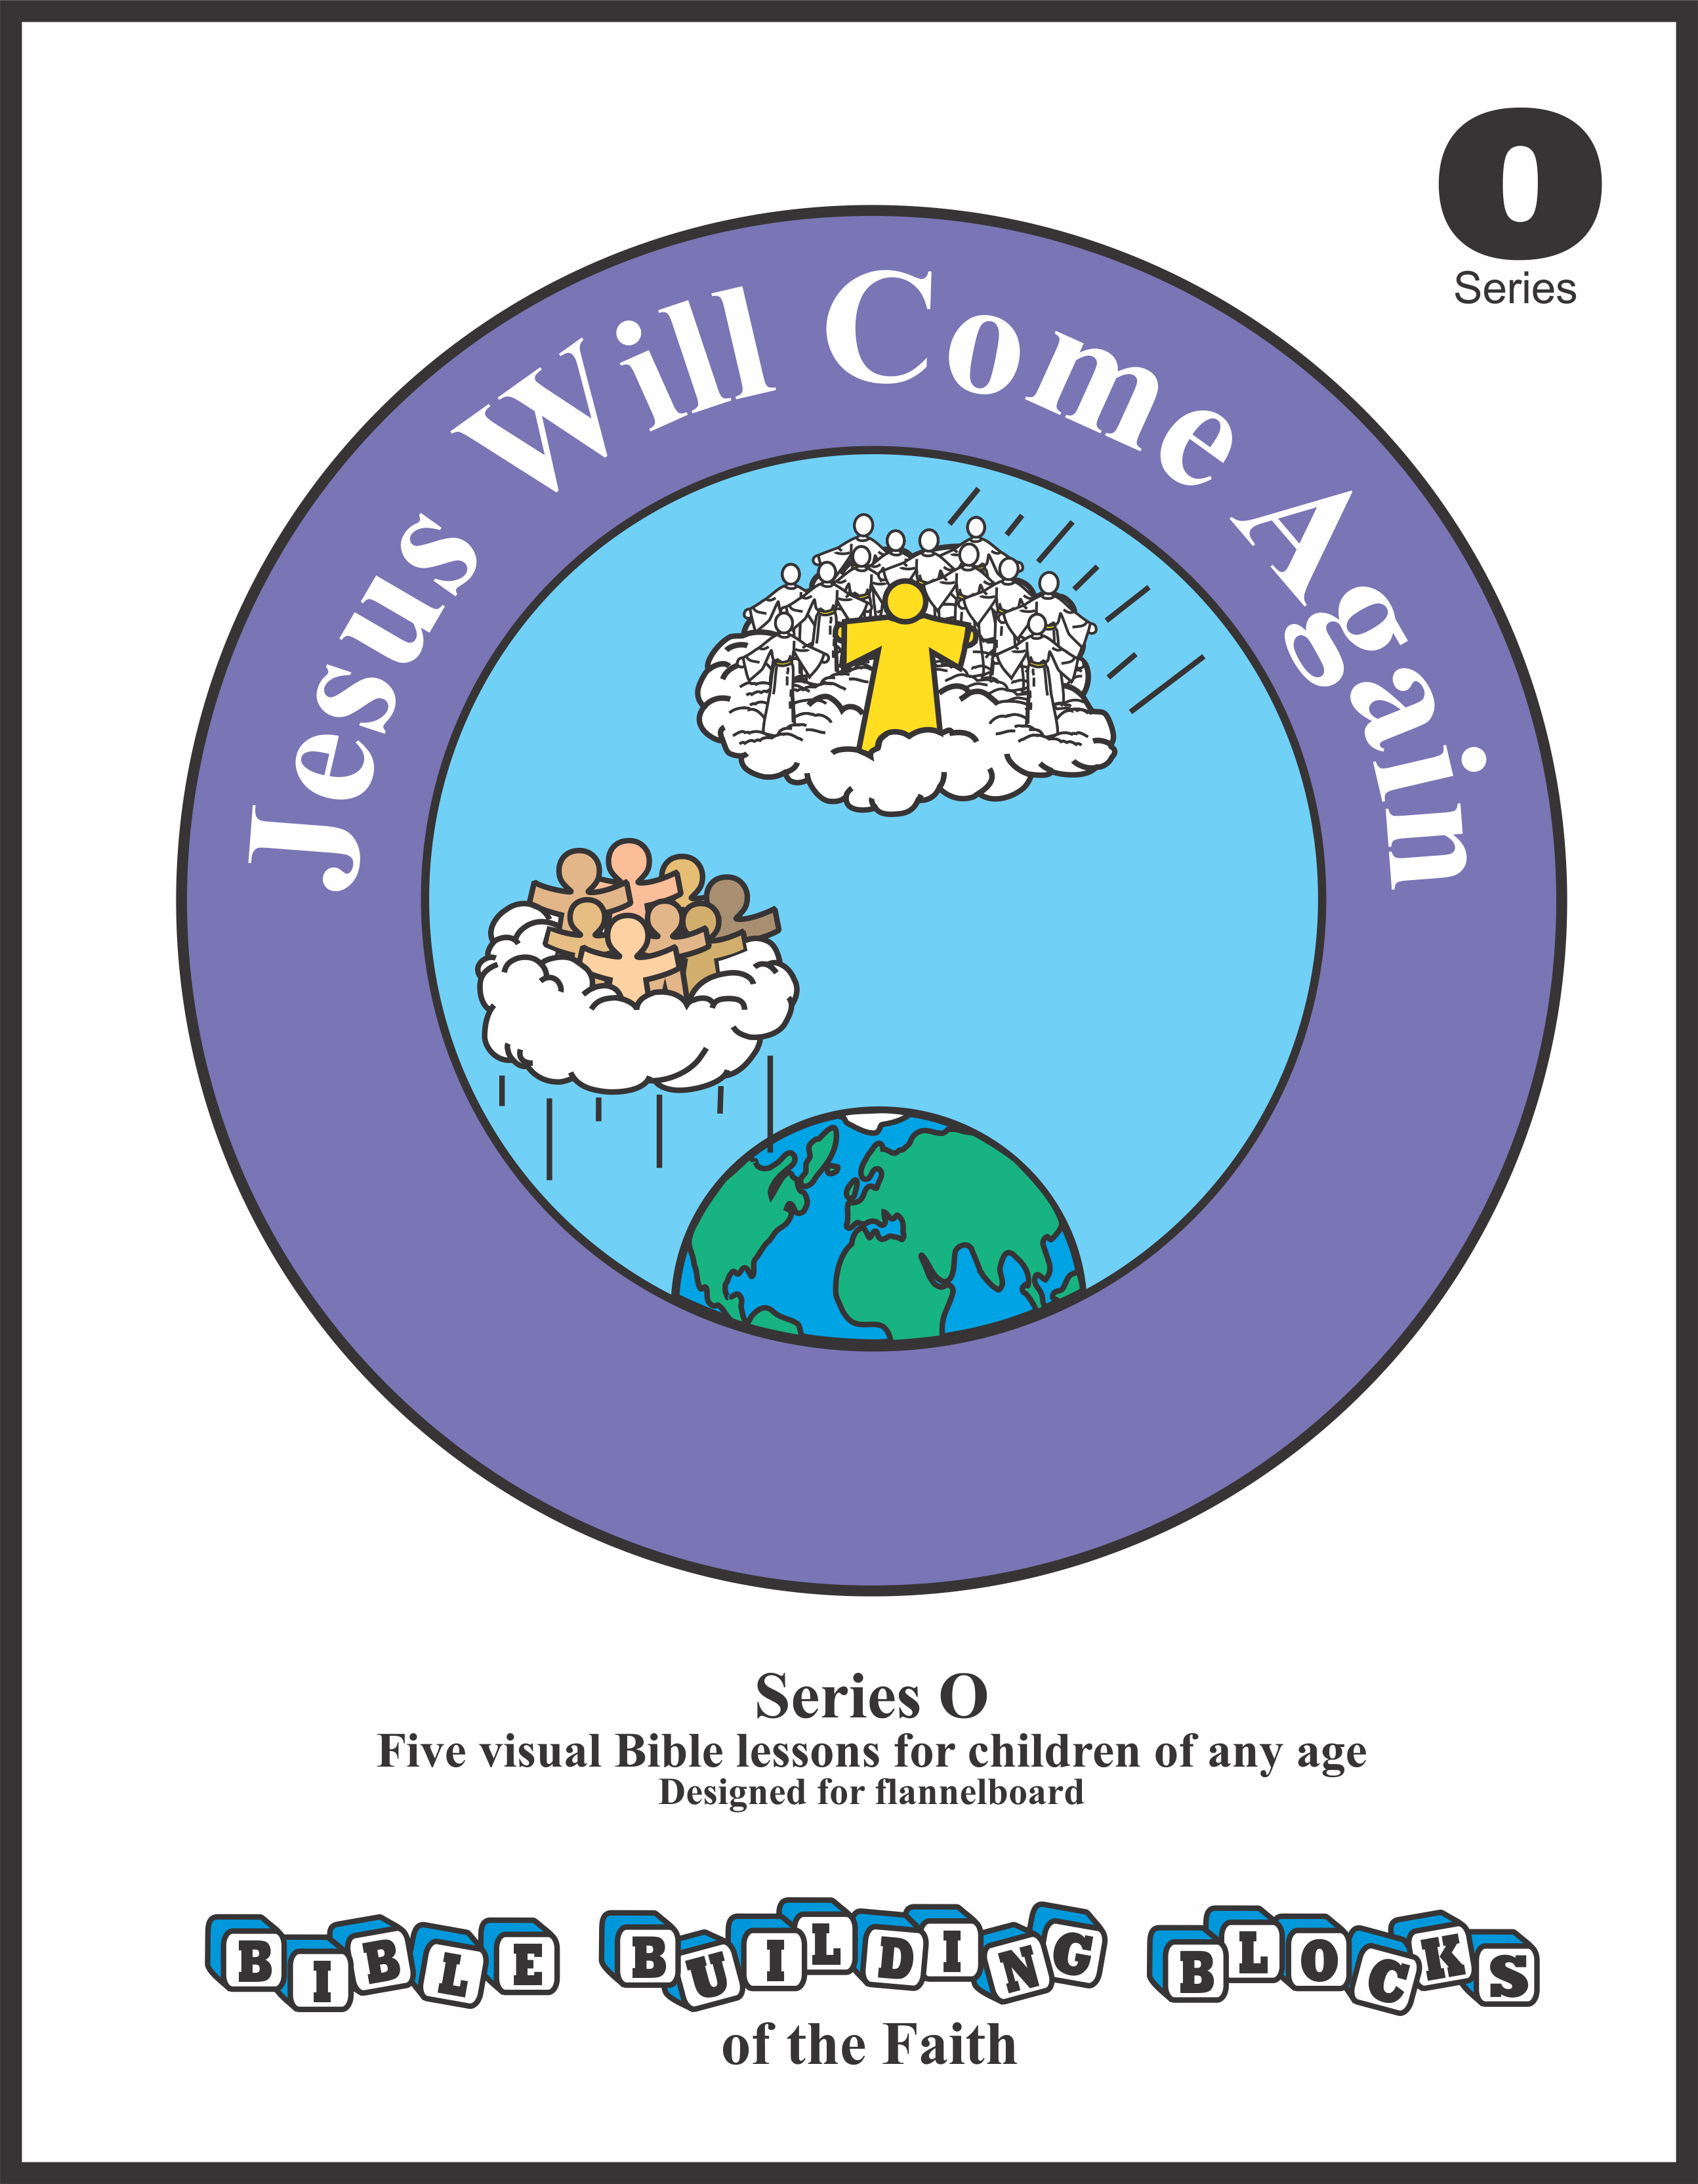 O
Series
Jesus Will Come Again
Series O
Five visual Bible lessons for children of any age
Designed for flannelboard
BIBLE BUILDING BLOCKS
of the Faith